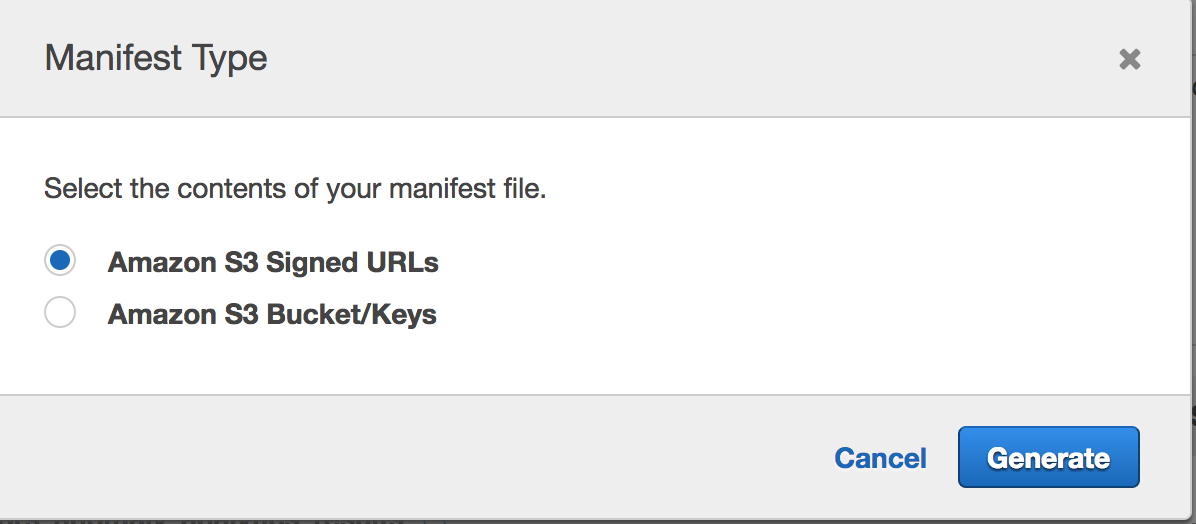 Manifest Type
Select the contents of your manifest file.
Amazon S3 Signed URLs
Amazon S3 Bucket/Keys
Cancel
Generate